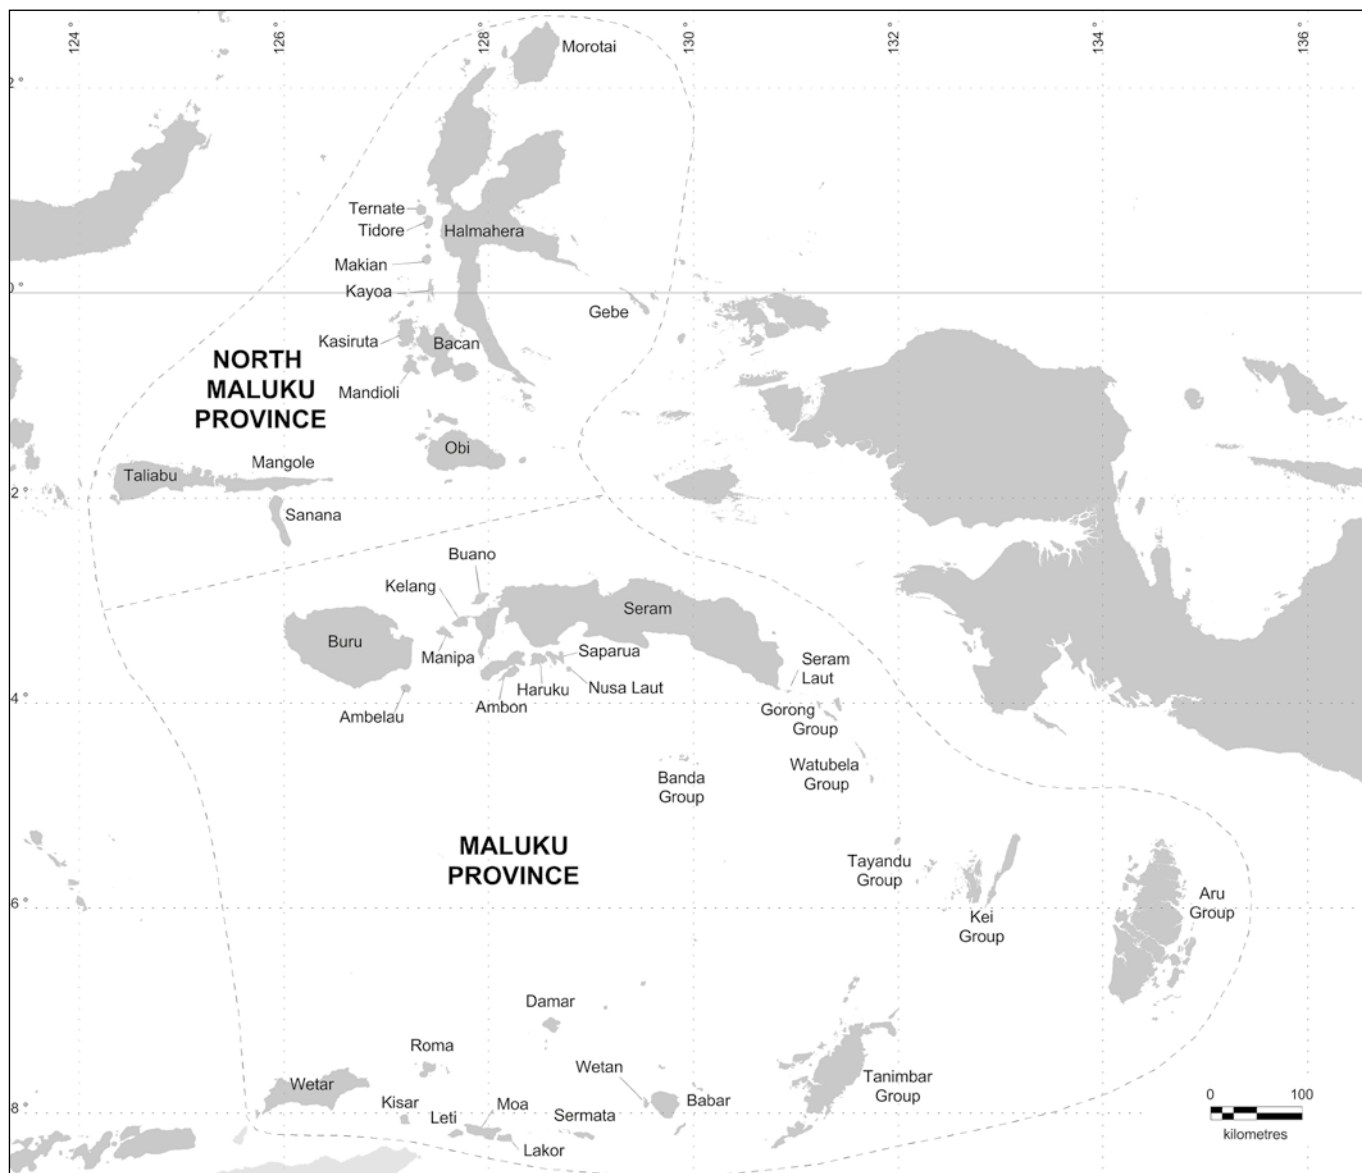 124 °
126 °
128 °
130 °
132 °
134 °
136 °
2 °
0 °
2 °
4 °
6 °
8 °
Morotai
Ternate
Tidore
Halmahera
Makian
Kayoa
Gebe
Kasiruta
Bacan
Mandioli
NORTH
MALUKU
PROVINCE
Obi
Mangole
Taliabu
Sanana
Buano
Kelang
Seram
Buru
Manipa
Saparua
Seram
Laut
Haruku
Nusa Laut
Ambon
Ambelau
Gorong
Group
Banda
Group
Watubela
Group
MALUKU
PROVINCE
Tayandu
Group
Kei
Group
Aru
Group
Damar
Roma
Wetan
Wetar
Kisar
Leti
Moa
Sermata
Babar
Lakor
Tanimbar
Group
0 100
kilometres